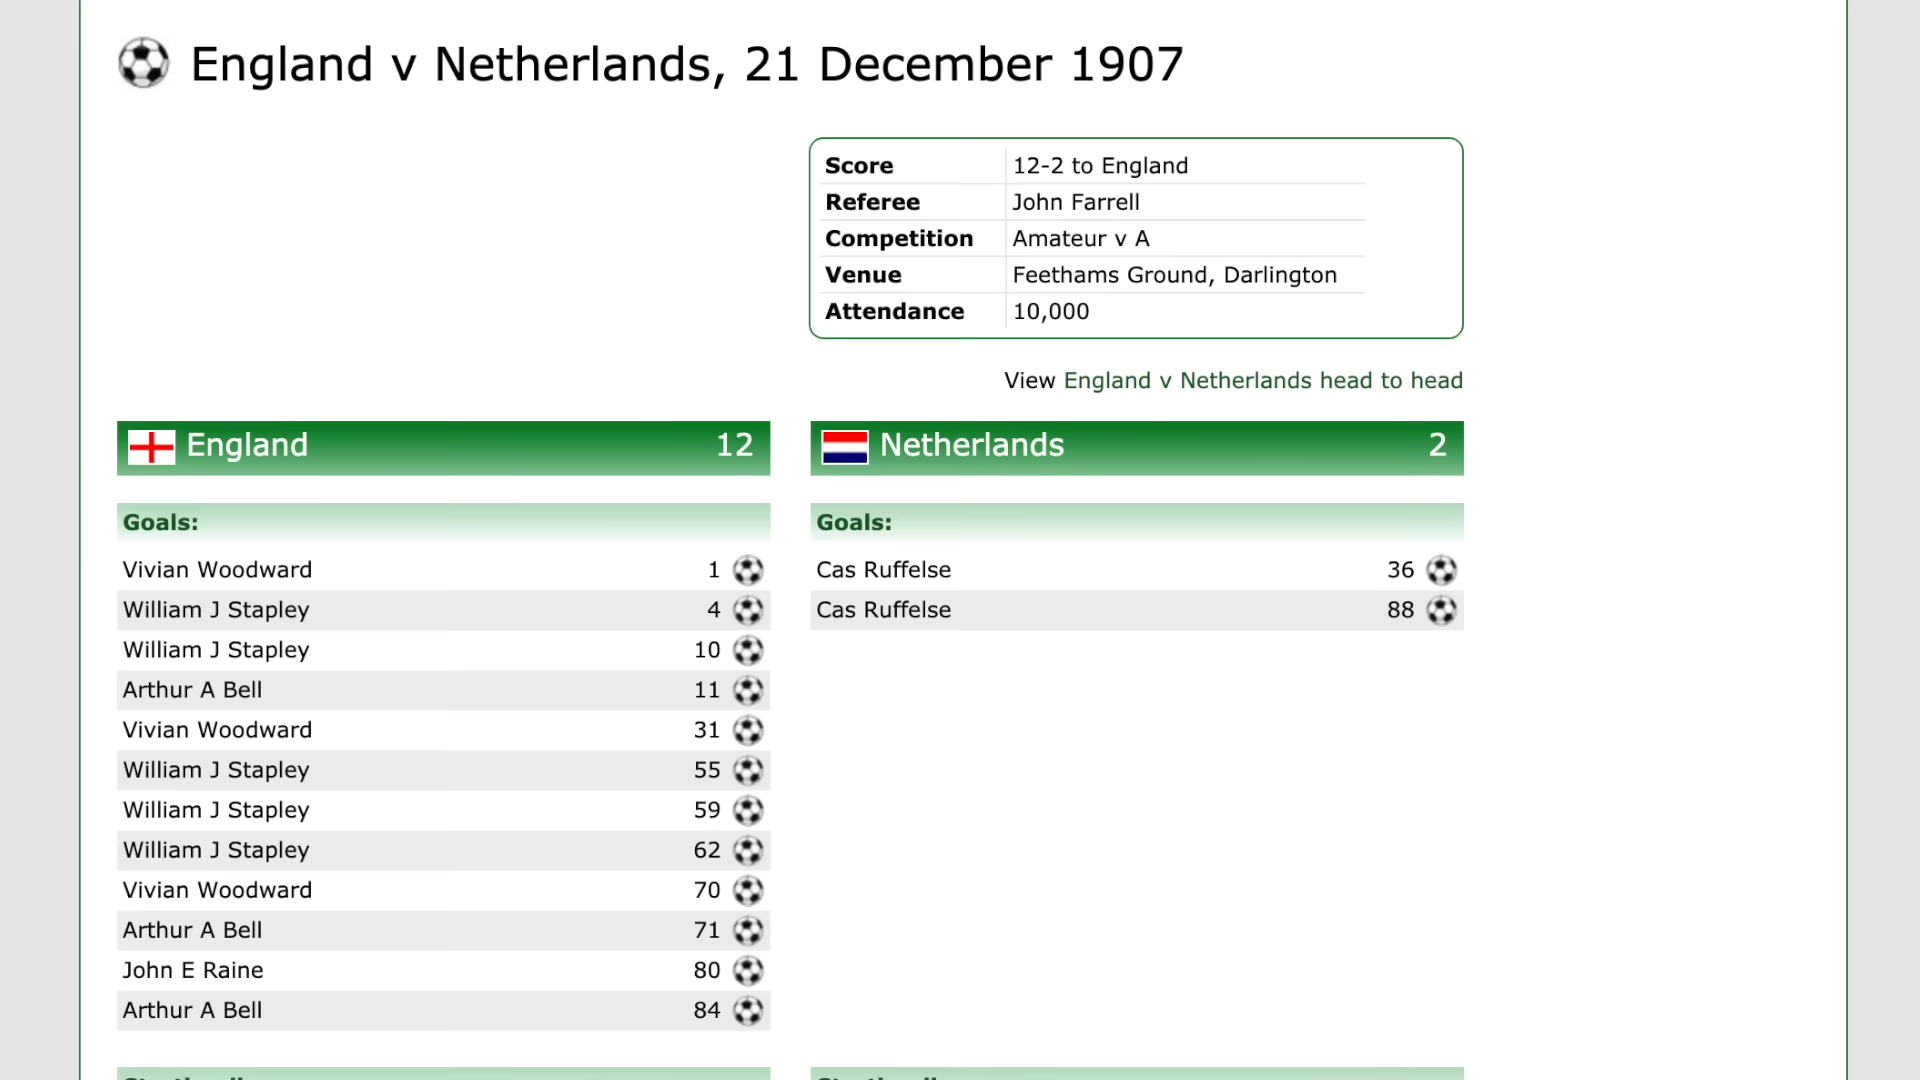 England v Netherlands, 21 December 1907
Score 12-2 to England
Referee John Farrell
Competition Amateur v A
Venue Feethams Ground, Darlington
Attendance 10,000
View England v Netherlands head to head
England 12
Goals:
Vivian Woodward 1
William J Stapley 4
William J Stapley 10
Arthur A Bell 11
Vivian Woodward 31
William J Stapley 55
William J Stapley 59
William J Stapley 62
Vivian Woodward 70
Arthur A Bell 71
John E Raine 80
Arthur A Bell 84
Netherlands 2
Goals:
Cas Ruffelse 36
Cas Ruffelse 88